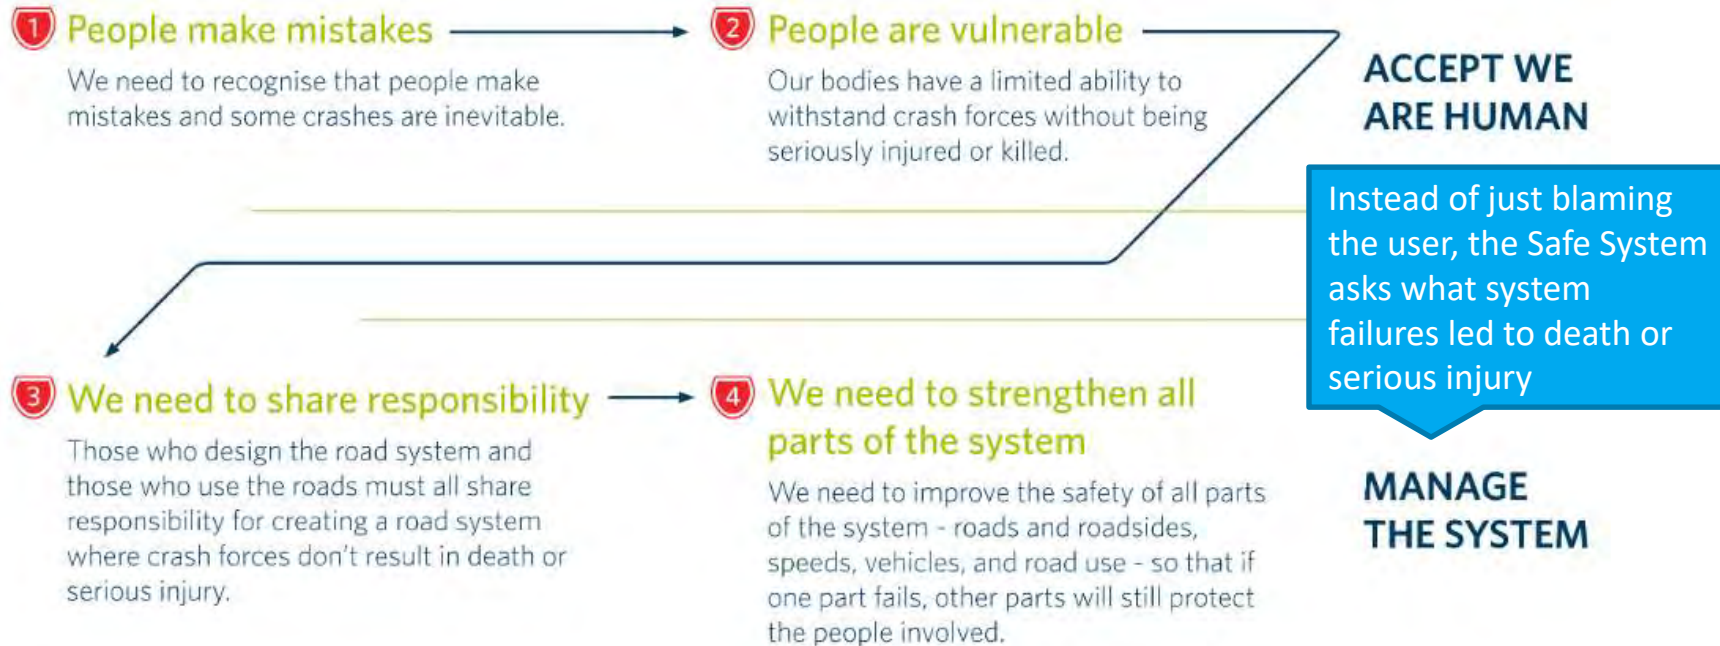 1 People make mistakes
We need to recognise that people make
mistakes and some crashes are inevitable.
2 People are vulnerable
Our bodies have a limited ability to
withstand crash forces without being
seriously injured or killed.
ACCEPT WE
ARE HUMAN
Instead of just blaming
the user, the Safe System
asks what system
failures led to death or
serious injury
3 We need to share responsibility
Those who design the road system and
those who use the roads must all share
responsibility for creating a road system
where crash forces don't result in death or
serious injury.
4 We need to strengthen all
parts of the system
We need to improve the safety of all parts
of the system - roads and roadsides,
speeds, vehicles, and road use - so that if
one part fails, other parts will still protect
the people involved.
MANAGE
THE SYSTEM